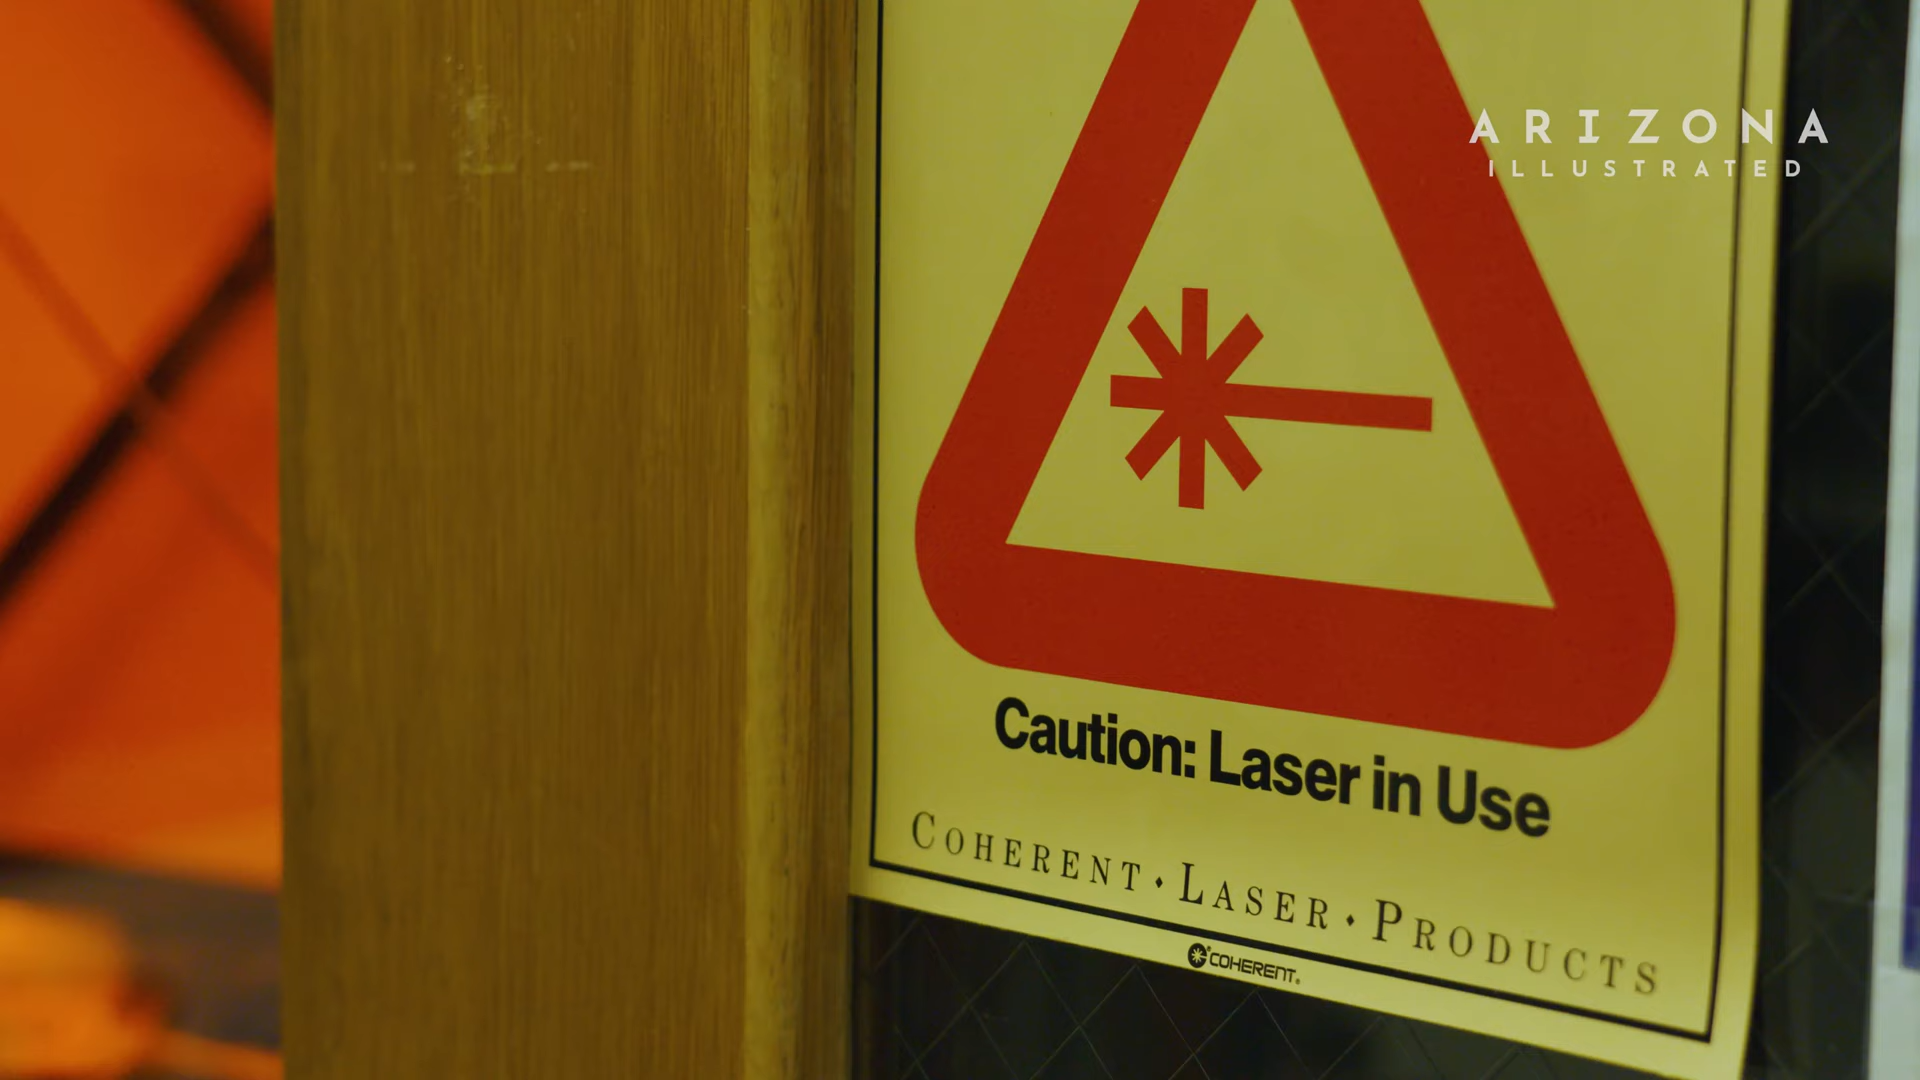 ARIZONA
ILLUSTRATED
Caution: Laser in Use
COHERENT • LASER • PRODUCTS
COHERENT®